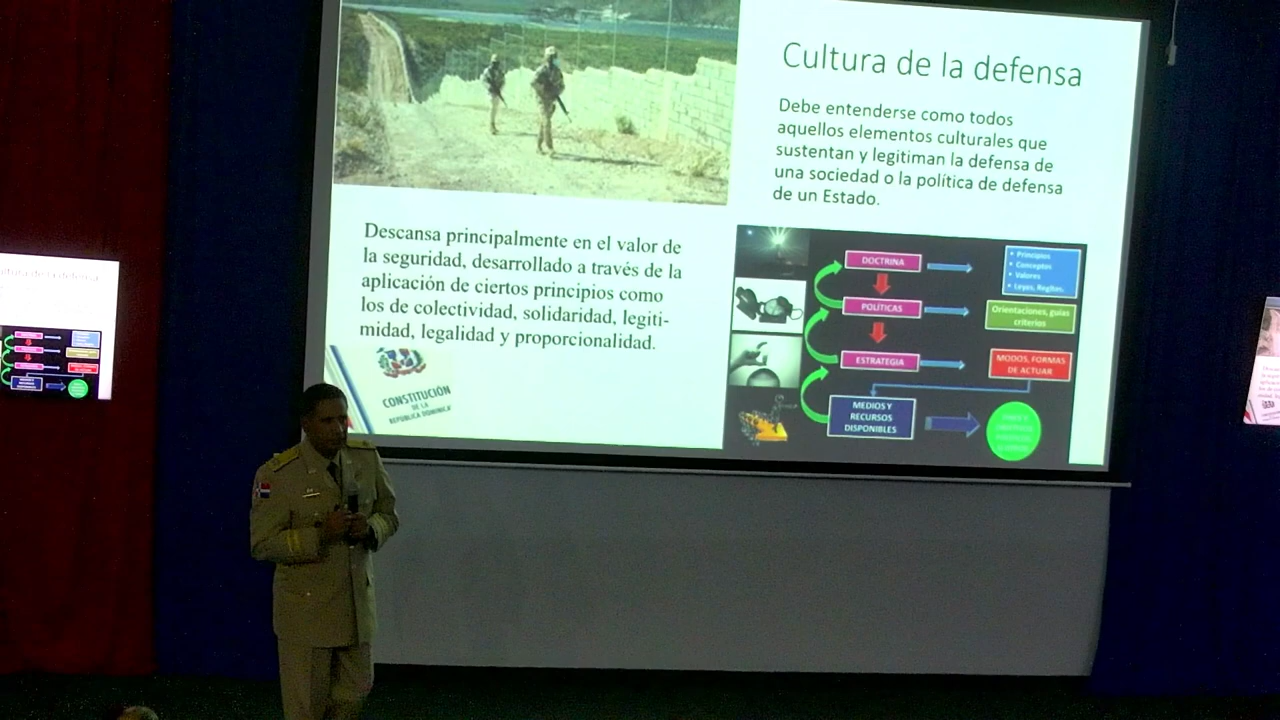 Cultura de la defensa
Debe entenderse como todos
aquellos elementos culturales que
sustentan y legitiman la defensa de
una sociedad o la política de defensa
de un Estado.
Descansa principalmente en el valor de
la seguridad, desarrollado a través de la
aplicación de ciertos principios como
los de colectividad, solidaridad, legiti-
midad, legalidad y proporcionalidad.
CONSTITUCIÓN
DE LA
REPÚBLICA DOMINICANA
DOCTRINA
• Principios
• Conceptos
• Valores
• Leyes, Regltos.
POLÍTICAS
Orientaciones, guías
criterios
ESTRATEGIA
MODOS, FORMAS
DE ACTUAR
MEDIOS Y
RECURSOS
DISPONIBLES